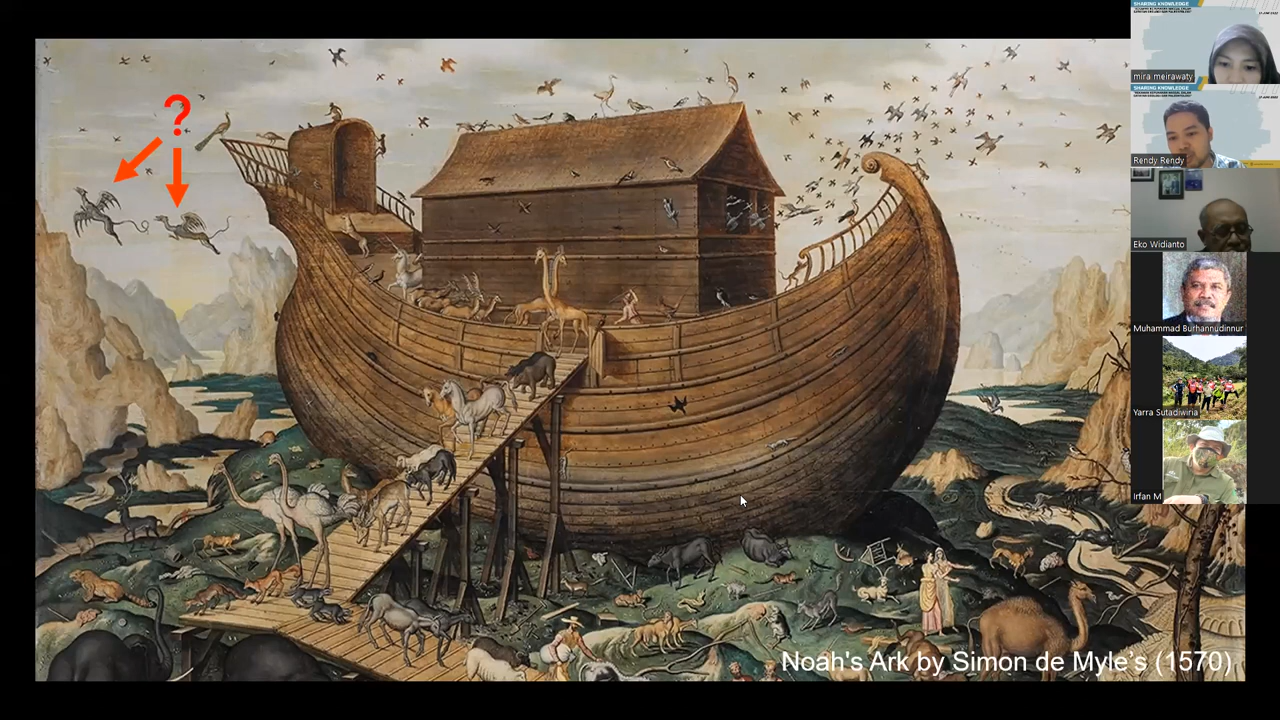 ?
Noah's Ark by Simon de Myle's (1570)
SHARING KNOWLEDGE
mira meirawaty
SHARING KNOWLEDGE
Rendy Rendy
Eko Widianto
Muhammad Burhannudinnur
Yarra Sutadiwiria
Irfan M